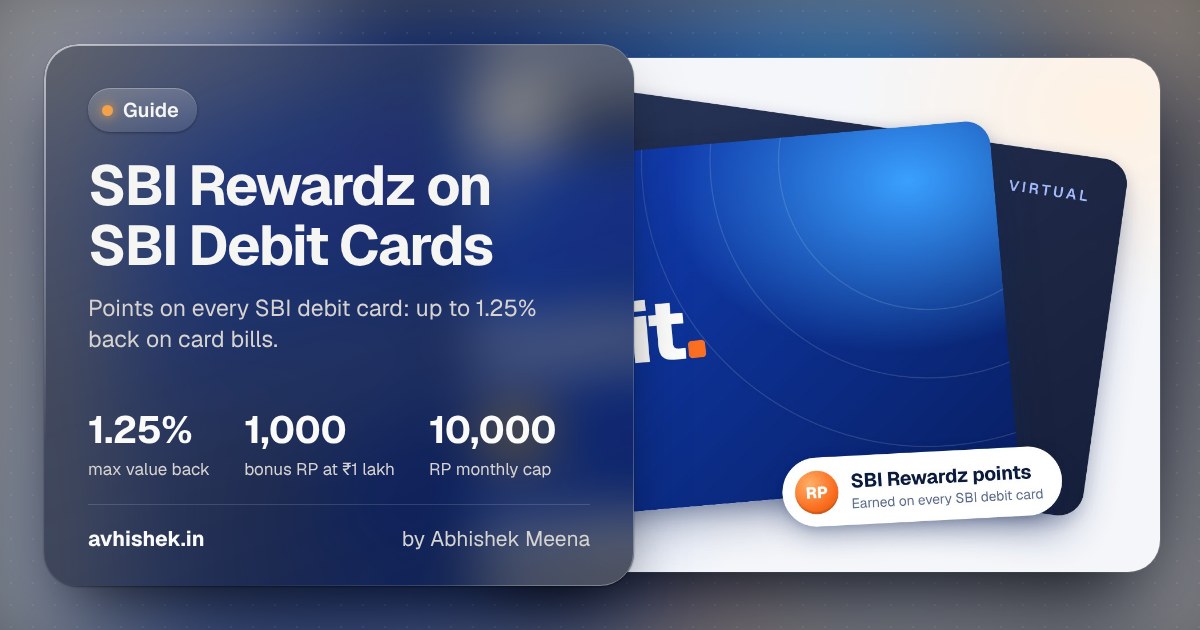 Guide
SBI Rewardz on
SBI Debit Cards
Points on every SBI debit card: up to 1.25%
back on card bills.
1.25%
max value back
1,000
bonus RP at ₹1 lakh
10,000
RP monthly cap
avhishek.in
by Abhishek Meena
VIRTUAL
it.
RP
SBI Rewardz points
Earned on every SBI debit card